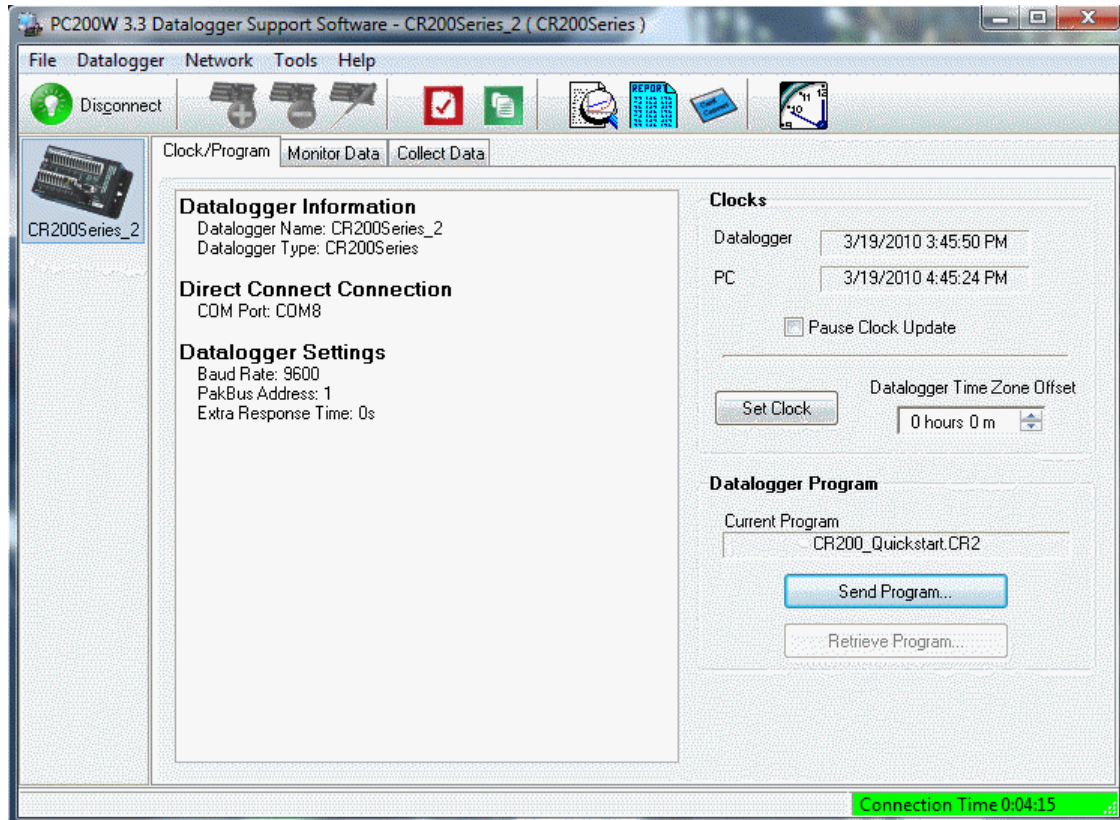 PC200W 3.3 Datalogger Support Software - CR200Series_2 ( CR200Series )
File Datalogger Network Tools Help
Disconnect
REPORT
CR200Series_2
Clock/Program Monitor Data Collect Data
Datalogger Information
Datalogger Name: CR200Series_2
Datalogger Type: CR200Series
Direct Connect Connection
COM Port: COM8
Datalogger Settings
Baud Rate: 9600
PakBus Address: 1
Extra Response Time: 0s
Clocks
Datalogger 3/19/2010 3:45:50 PM
PC 3/19/2010 4:45:24 PM
Pause Clock Update
Set Clock
Datalogger Time Zone Offset
0 hours 0 m
Datalogger Program
Current Program
CR200_Quickstart.CR2
Send Program...
Retrieve Program...
Connection Time 0:04:15